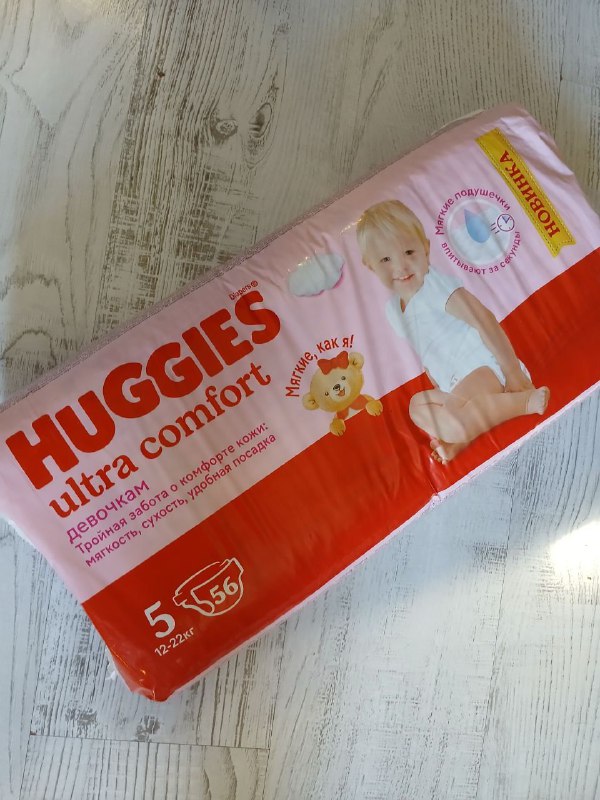 НОВИНКА
Мягкие подушечки
впитывают за секунды
Diapers
HUGGIES
ultra comfort
Мягкие, как я!
девочкам
Тройная забота о комфорте кожи:
мягкость, сухость, удобная посадка
5
56
12-22кг